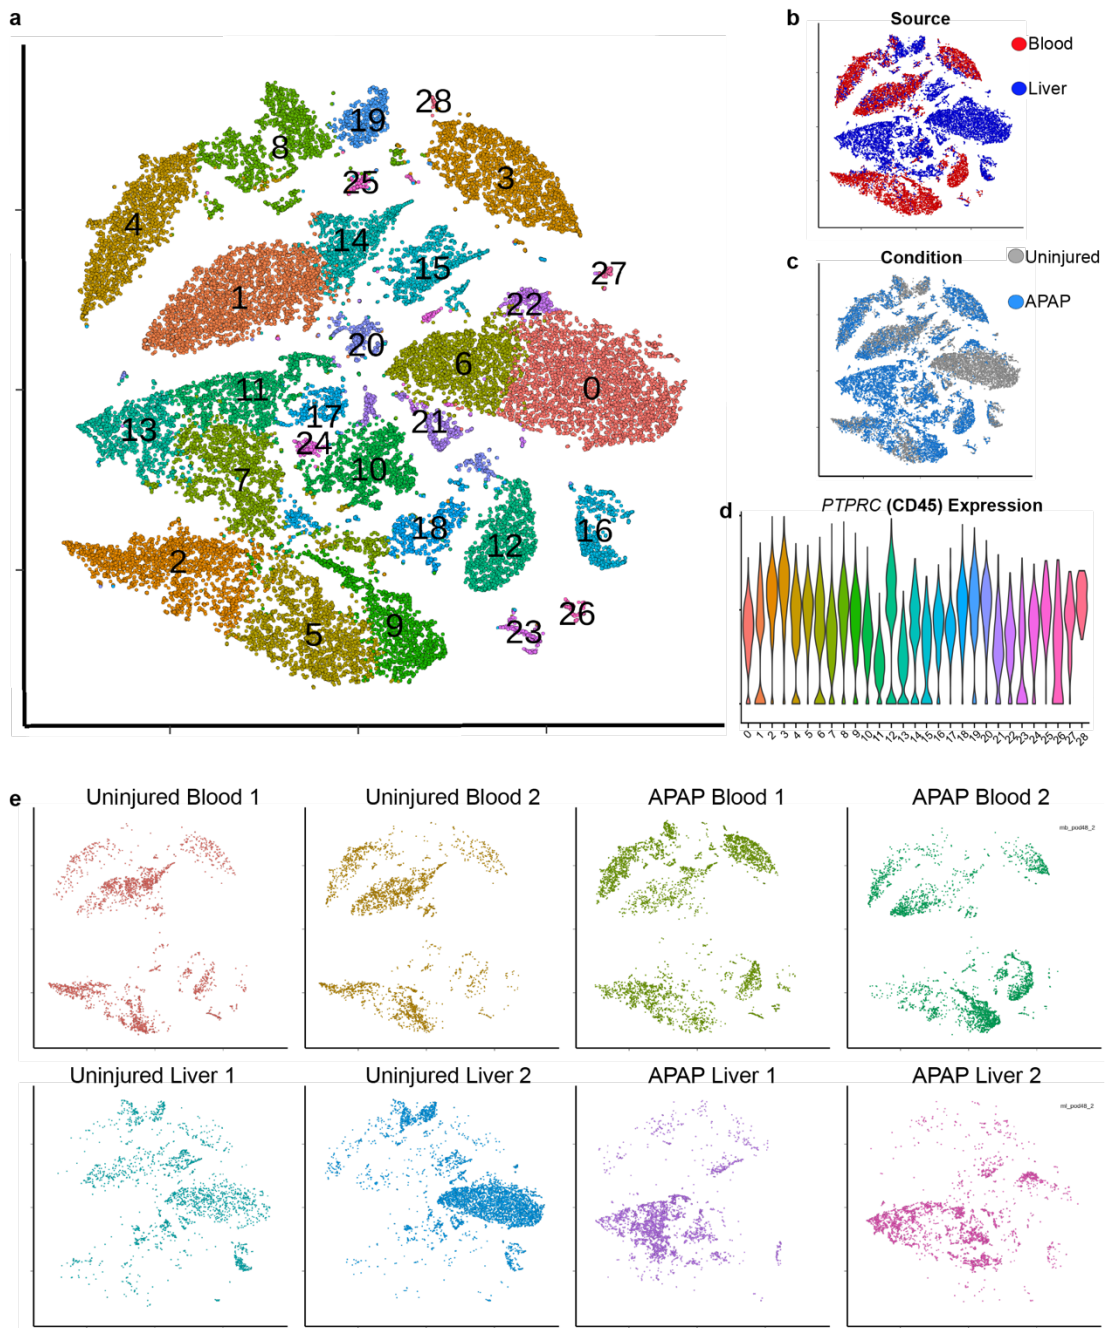 a
28
19
8
3
25
4
14
15
27
1
22
20
6
0
11
17
21
13
24
10
7
18
16
12
2
5
9
23
26
b
Source
Blood
Liver
c
Condition
Uninjured
APAP
d
PTPRC (CD45) Expression
0 1 2 3 4 5 6 7 8 9 10 11 12 13 14 15 16 17 18 19 20 21 22 23 24 25 26 27 28
e
Uninjured Blood 1
Uninjured Blood 2
APAP Blood 1
APAP Blood 2
mb_pod48_2
Uninjured Liver 1
Uninjured Liver 2
APAP Liver 1
APAP Liver 2
ml_pod48_2